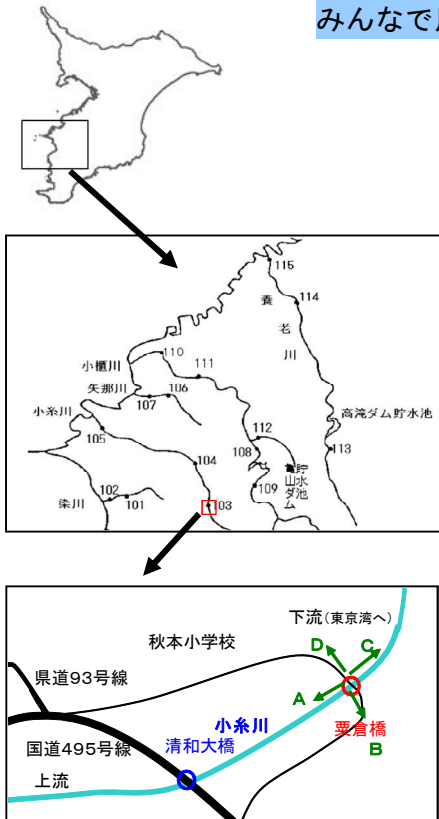 みんなで
115
養
老
川
114
小櫃川
110
111
矢那川
106
107
小糸川
105
高滝ダム貯水池
112
108
113
104
貯水池
亀山ダム
109
102
101
染川
103
下流(東京湾へ)
秋本小学校
D
C
県道93号線
A
小糸川
粟倉橋
B
国道495号線
清和大橋
上流